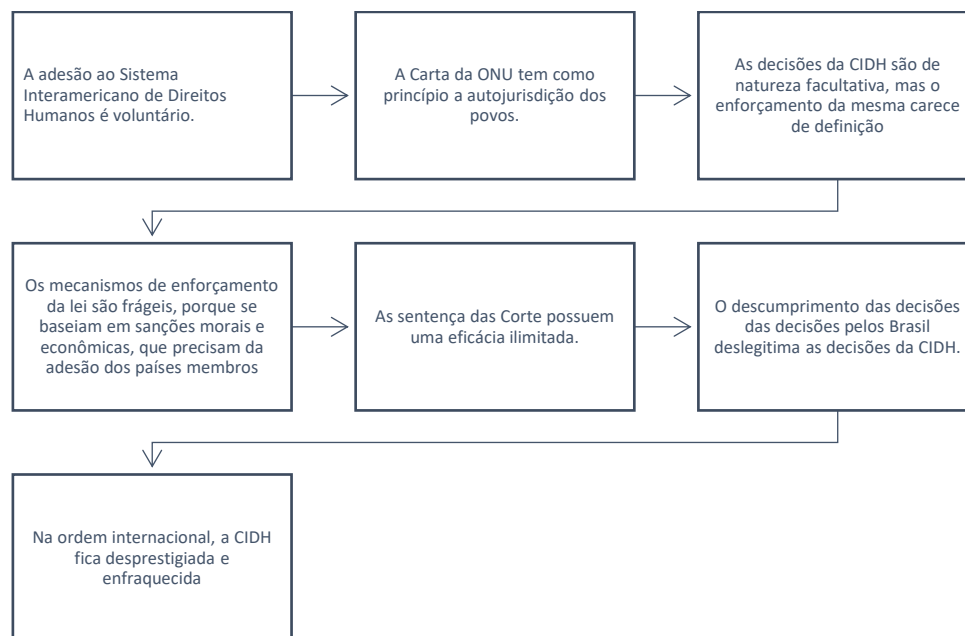 A adesão ao Sistema
Interamericano de Direitos
Humanos é voluntário.
A Carta da ONU tem como
princípio a autojurisdição dos
povos.
As decisões da CIDH são de
natureza facultativa, mas o
enforçamento da mesma carece
de definição
Os mecanismos de enforçamento
da lei são frágeis, porque se
baseiam em sanções morais e
econômicas, que precisam da
adesão dos países membros
As sentença das Corte possuem
uma eficácia ilimitada.
O descumprimento das decisões
das decisões pelos Brasil
deslegitima as decisões da CIDH.
Na ordem internacional, a CIDH
fica desprestigiada e
enfraquecida